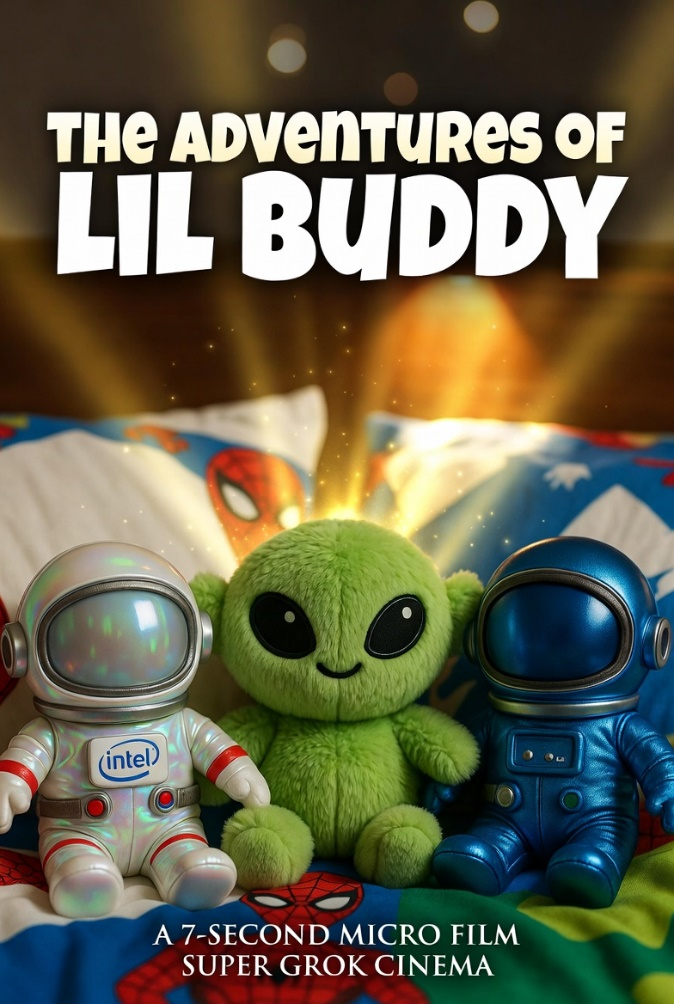 THE ADVENTURES OF
LIL BUDDY
intel
A 7-SECOND MICRO FILM
SUPER GROK CINEMA